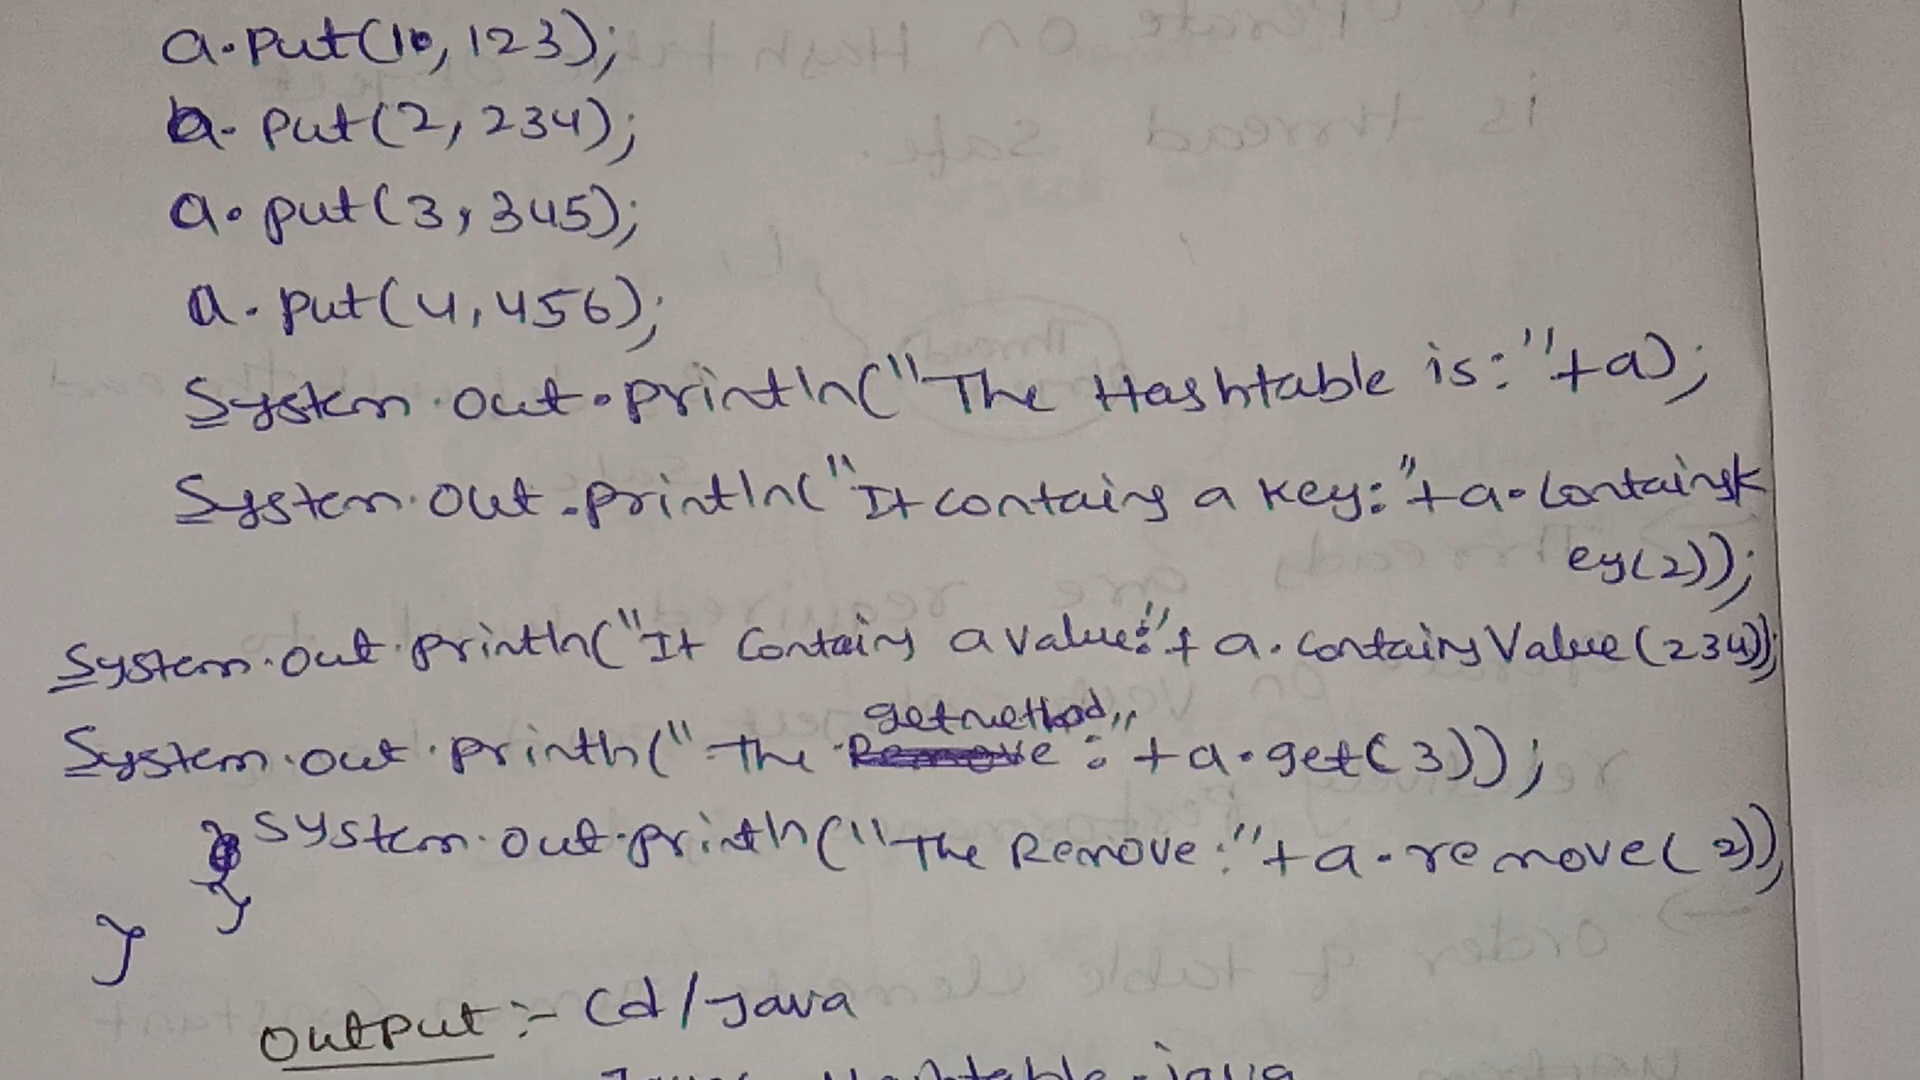 a.put(10, 123);
a. put(2, 234);
a. put(3, 345);
a. put(4, 456);
System.out.println("The Hashtable is:"+a);
System.out.println("It contains a key:"+a.containsk
ey(2));
System.out.println("It contains a value:"+ a.containsValue(234));
getmethod"
System.out.println("The : +a.get(3));
System.out.println("The Remove:"+a.remove(2));
}
}
output:- cd/java
Hashtable.java